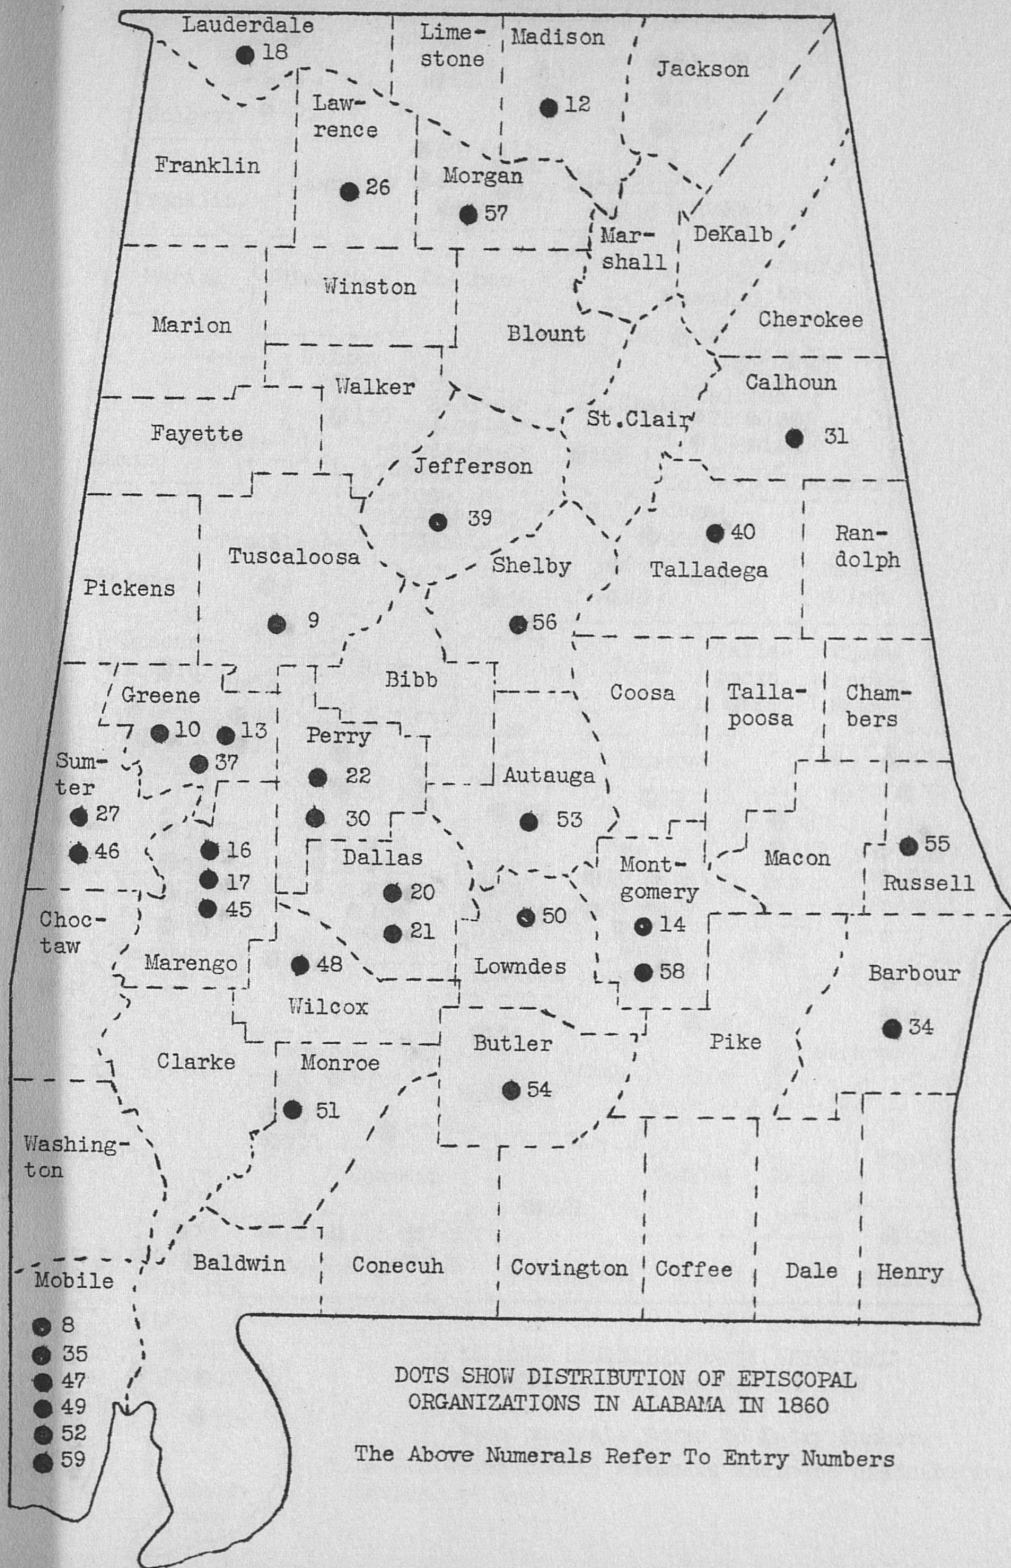 Lauderdale
18
Lime-
stone
Madison
12
Jackson
Law-
rence
26
Franklin
Morgan
57
Mar-
shall
DeKalb
Winston
Marion
Blount
Cherokee
Walker
Calhoun
31
Fayette
St.Clair
Jefferson
39
Tuscaloosa
9
Shelby
56
40
Talladega
Ran-
dolph
Pickens
Greene
10
13
37
Bibb
Coosa
Talla-
poosa
Cham-
bers
Perry
22
30
Sum-
ter
27
46
Autauga
53
16
17
45
Marengo
Dallas
20
21
Mont-
gomery
14
58
Macon
55
Russell
Choc-
taw
48
Wilcox
50
Lowndes
Barbour
34
Clarke
Monroe
51
Butler
54
Pike
Washing-
ton
Baldwin
Conecuh
Covington
Coffee
Dale
Henry
Mobile
8
35
47
49
52
59
DOTS SHOW DISTRIBUTION OF EPISCOPAL
ORGANIZATIONS IN ALABAMA IN 1860
The Above Numerals Refer To Entry Numbers